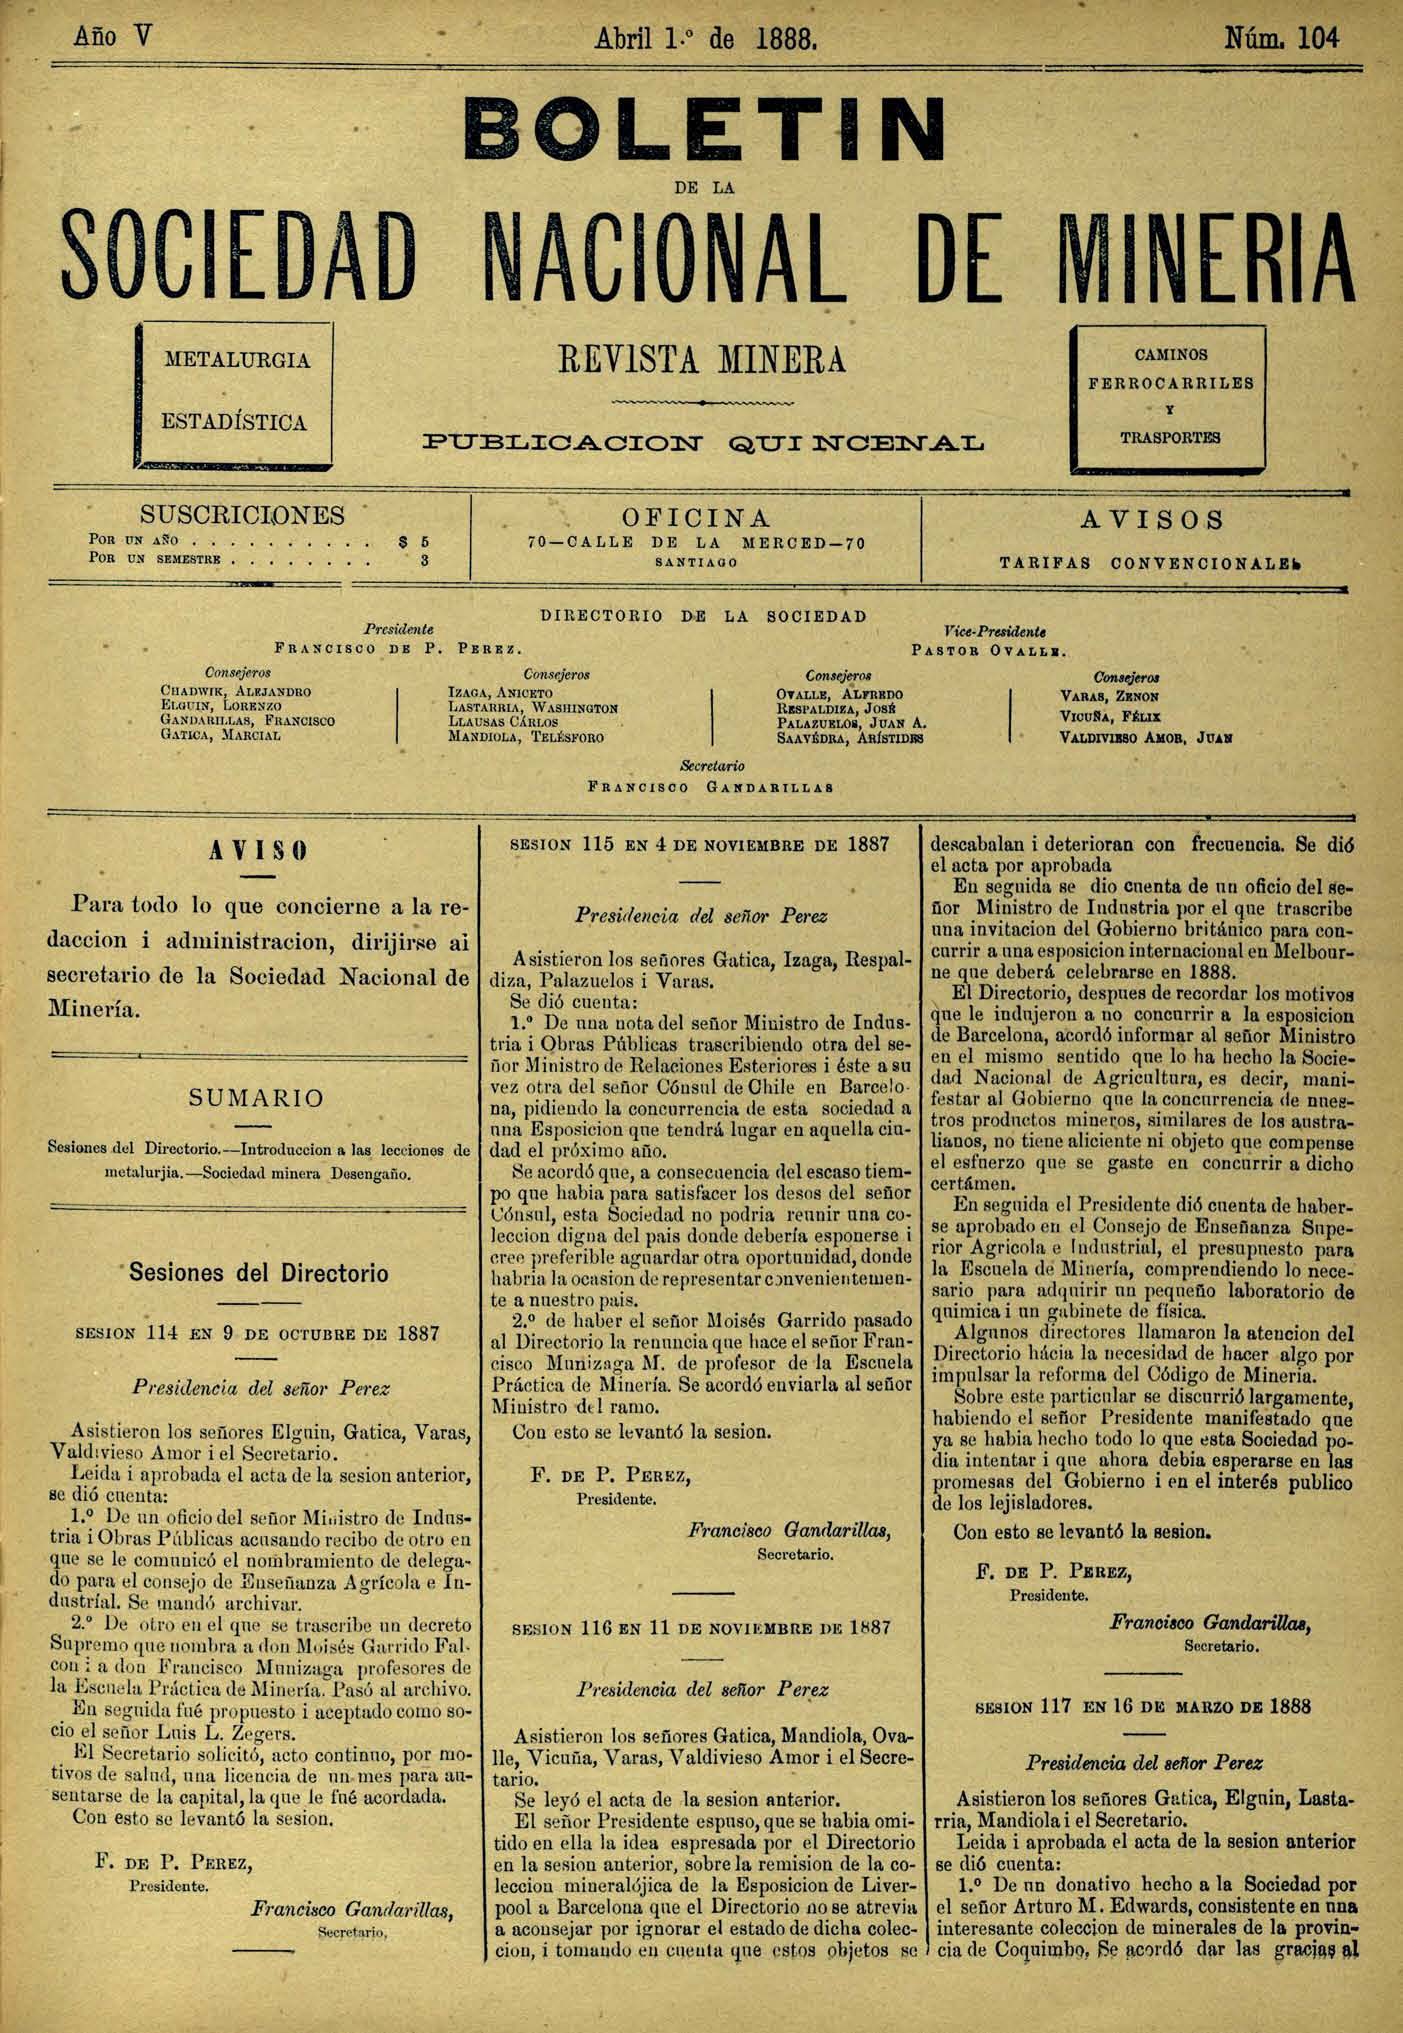 Año V Abril 1.º de 1888. Núm. 104
BOLETIN
DE LA
SOCIEDAD NACIONAL DE MINERIA
METALURGIA
ESTADÍSTICA
REVISTA MINERA
PUBLICACION QUINCENAL
CAMINOS
FERROCARRILES
Y
TRASPORTES
SUSCRICIONES
POR UN AÑO . . . . . . . . . . $ 5
POR UN SEMESTRE . . . . . . . . 3
OFICINA
70—CALLE DE LA MERCED—70
SANTIAGO
AVISOS
TARIFAS CONVENCIONALES
DIRECTORIO DE LA SOCIEDAD
Presidente
FRANCISCO DE P. PEREZ.
Vice-Presidente
PASTOR OVALLE.
Consejeros
CHADWIK, ALEJANDRO
ELGUIN, LORENZO
GANDARILLAS, FRANCISCO
GATICA, MARCIAL
Consejeros
IZAGA, ANICETO
LASTARRIA, WASHINGTON
LLAUSAS CÁRLOS
MANDIOLA, TELÉSFORO
Consejeros
OVALLE, ALFREDO
RESPALDIZA, JOSÉ
PALAZUELOS, JUAN A.
SAAVÉDRA, ARÍSTIDES
Consejeros
VARAS, ZENON
VICUÑA, FÉLIX
VALDIVIESO AMOR, JUAN
Secretario
FRANCISCO GANDARILLAS
AVISO
Para todo lo que concierne a la re-
daccion i administracion, dirijirse al
secretario de la Sociedad Nacional de
Minería.
SUMARIO
Sesiones del Directorio.—Introduccion a las lecciones de
metalurjia.—Sociedad minera Desengaño.
Sesiones del Directorio
SESION 114 EN 9 DE OCTUBRE DE 1887
Presidencia del señor Perez
Asistieron los señores Elguin, Gatica, Varas,
Valdivieso Amor i el Secretario.
Leida i aprobada el acta de la sesion anterior,
se dió cuenta:
1.º De un oficio del señor Ministro de Indus-
tria i Obras Públicas acusando recibo de otro en
que se le comunicó el nombramiento de delega-
do para el consejo de Enseñanza Agrícola e In-
dustrial. Se mandó archivar.
2.º De otro en el que se trascribe un decreto
Supremo que nombra a don Moisés Garrido Fal-
con i a don Francisco Munizaga profesores de
la Escuela Práctica de Minería. Pasó al archivo.
En seguida fué propuesto i aceptado como so-
cio el señor Luis L. Zegers.
El Secretario solicitó, acto continuo, por mo-
tivos de salud, una licencia de un mes para au-
sentarse de la capital, la que le fué acordada.
Con esto se levantó la sesion.
F. DE P. PEREZ,
Presidente.
Francisco Gandarillas,
Secretario.
SESION 115 EN 4 DE NOVIEMBRE DE 1887
Presidencia del señor Perez
Asistieron los señores Gatica, Izaga, Respal-
diza, Palazuelos i Varas.
Se dió cuenta:
1.º De una nota del señor Ministro de Indus-
tria i Obras Públicas trascribiendo otra del se-
ñor Ministro de Relaciones Esteriores i éste a su
vez otra del señor Cónsul de Chile en Barcelo-
na, pidiendo la concurrencia de esta sociedad a
una Esposicion que tendrá lugar en aquella ciu-
dad el próximo año.
Se acordó que, a consecuencia del escaso tiem-
po que habia para satisfacer los desos del señor
Cónsul, esta Sociedad no podria reunir una co-
leccion digna del pais donde debería esponerse i
cree preferible aguardar otra oportunidad, donde
habria la ocasion de representar convenientemen-
te a nuestro pais.
2.º de haber el señor Moisés Garrido pasado
al Directorio la renuncia que hace el señor Fran-
cisco Munizaga M. de profesor de la Escuela
Práctica de Minería. Se acordó enviarla al señor
Ministro del ramo.
Con esto se levantó la sesion.
F. DE P. PEREZ,
Presidente.
Francisco Gandarillas,
Secretario.
SESION 116 EN 11 DE NOVIEMBRE DE 1887
Presidencia del señor Perez
Asistieron los señores Gatica, Mandiola, Ova-
lle, Vicuña, Varas, Valdivieso Amor i el Secre-
tario.
Se leyó el acta de la sesion anterior.
El señor Presidente espuso, que se habia omi-
tido en ella la idea espresada por el Directorio
en la sesion anterior, sobre la remision de la co-
leccion mineralójica de la Esposicion de Liver-
pool a Barcelona que el Directorio no se atrevia
a aconsejar por ignorar el estado de dicha colec-
cion, i tomando en cuenta que estos objetos se
descabalan i deterioran con frecuencia. Se dió
el acta por aprobada
En seguida se dio cuenta de un oficio del se-
ñor Ministro de Industria por el que trascribe
una invitacion del Gobierno británico para con-
currir a una esposicion internacional en Melbour-
ne que deberá celebrarse en 1888.
El Directorio, despues de recordar los motivos
que le indujeron a no concurrir a la esposicion
de Barcelona, acordó informar al señor Ministro
en el mismo sentido que lo ha hecho la Socie-
dad Nacional de Agricultura, es decir, mani-
festar al Gobierno que la concurrencia de nues-
tros productos mineros, similares de los austra-
lianos, no tiene aliciente ni objeto que compense
el esfuerzo que se gaste en concurrir a dicho
certámen.
En seguida el Presidente dió cuenta de haber-
se aprobado en el Consejo de Enseñanza Supe-
rior Agricola e Industrial, el presupuesto para
la Escuela de Minería, comprendiendo lo nece-
sario para adquirir un pequeño laboratorio de
quimica i un gabinete de física.
Algunos directores llamaron la atencion del
Directorio hácia la necesidad de hacer algo por
impulsar la reforma del Código de Mineria.
Sobre este particular se discurrió largamente,
habiendo el señor Presidente manifestado que
ya se habia hecho todo lo que esta Sociedad po-
dia intentar i que ahora debia esperarse en las
promesas del Gobierno i en el interés publico
de los lejisladores.
Con esto se levantó la sesion.
F. DE P. PEREZ,
Presidente.
Francisco Gandarillas,
Secretario.
SESION 117 EN 16 DE MARZO DE 1888
Presidencia del señor Perez
Asistieron los señores Gatica, Elguin, Lasta-
rria, Mandiola i el Secretario.
Leida i aprobada el acta de la sesion anterior
se dió cuenta:
1.º De un donativo hecho a la Sociedad por
el señor Arturo M. Edwards, consistente en una
interesante coleccion de minerales de la provin-
cia de Coquimbo. Se acordó dar las gracias al